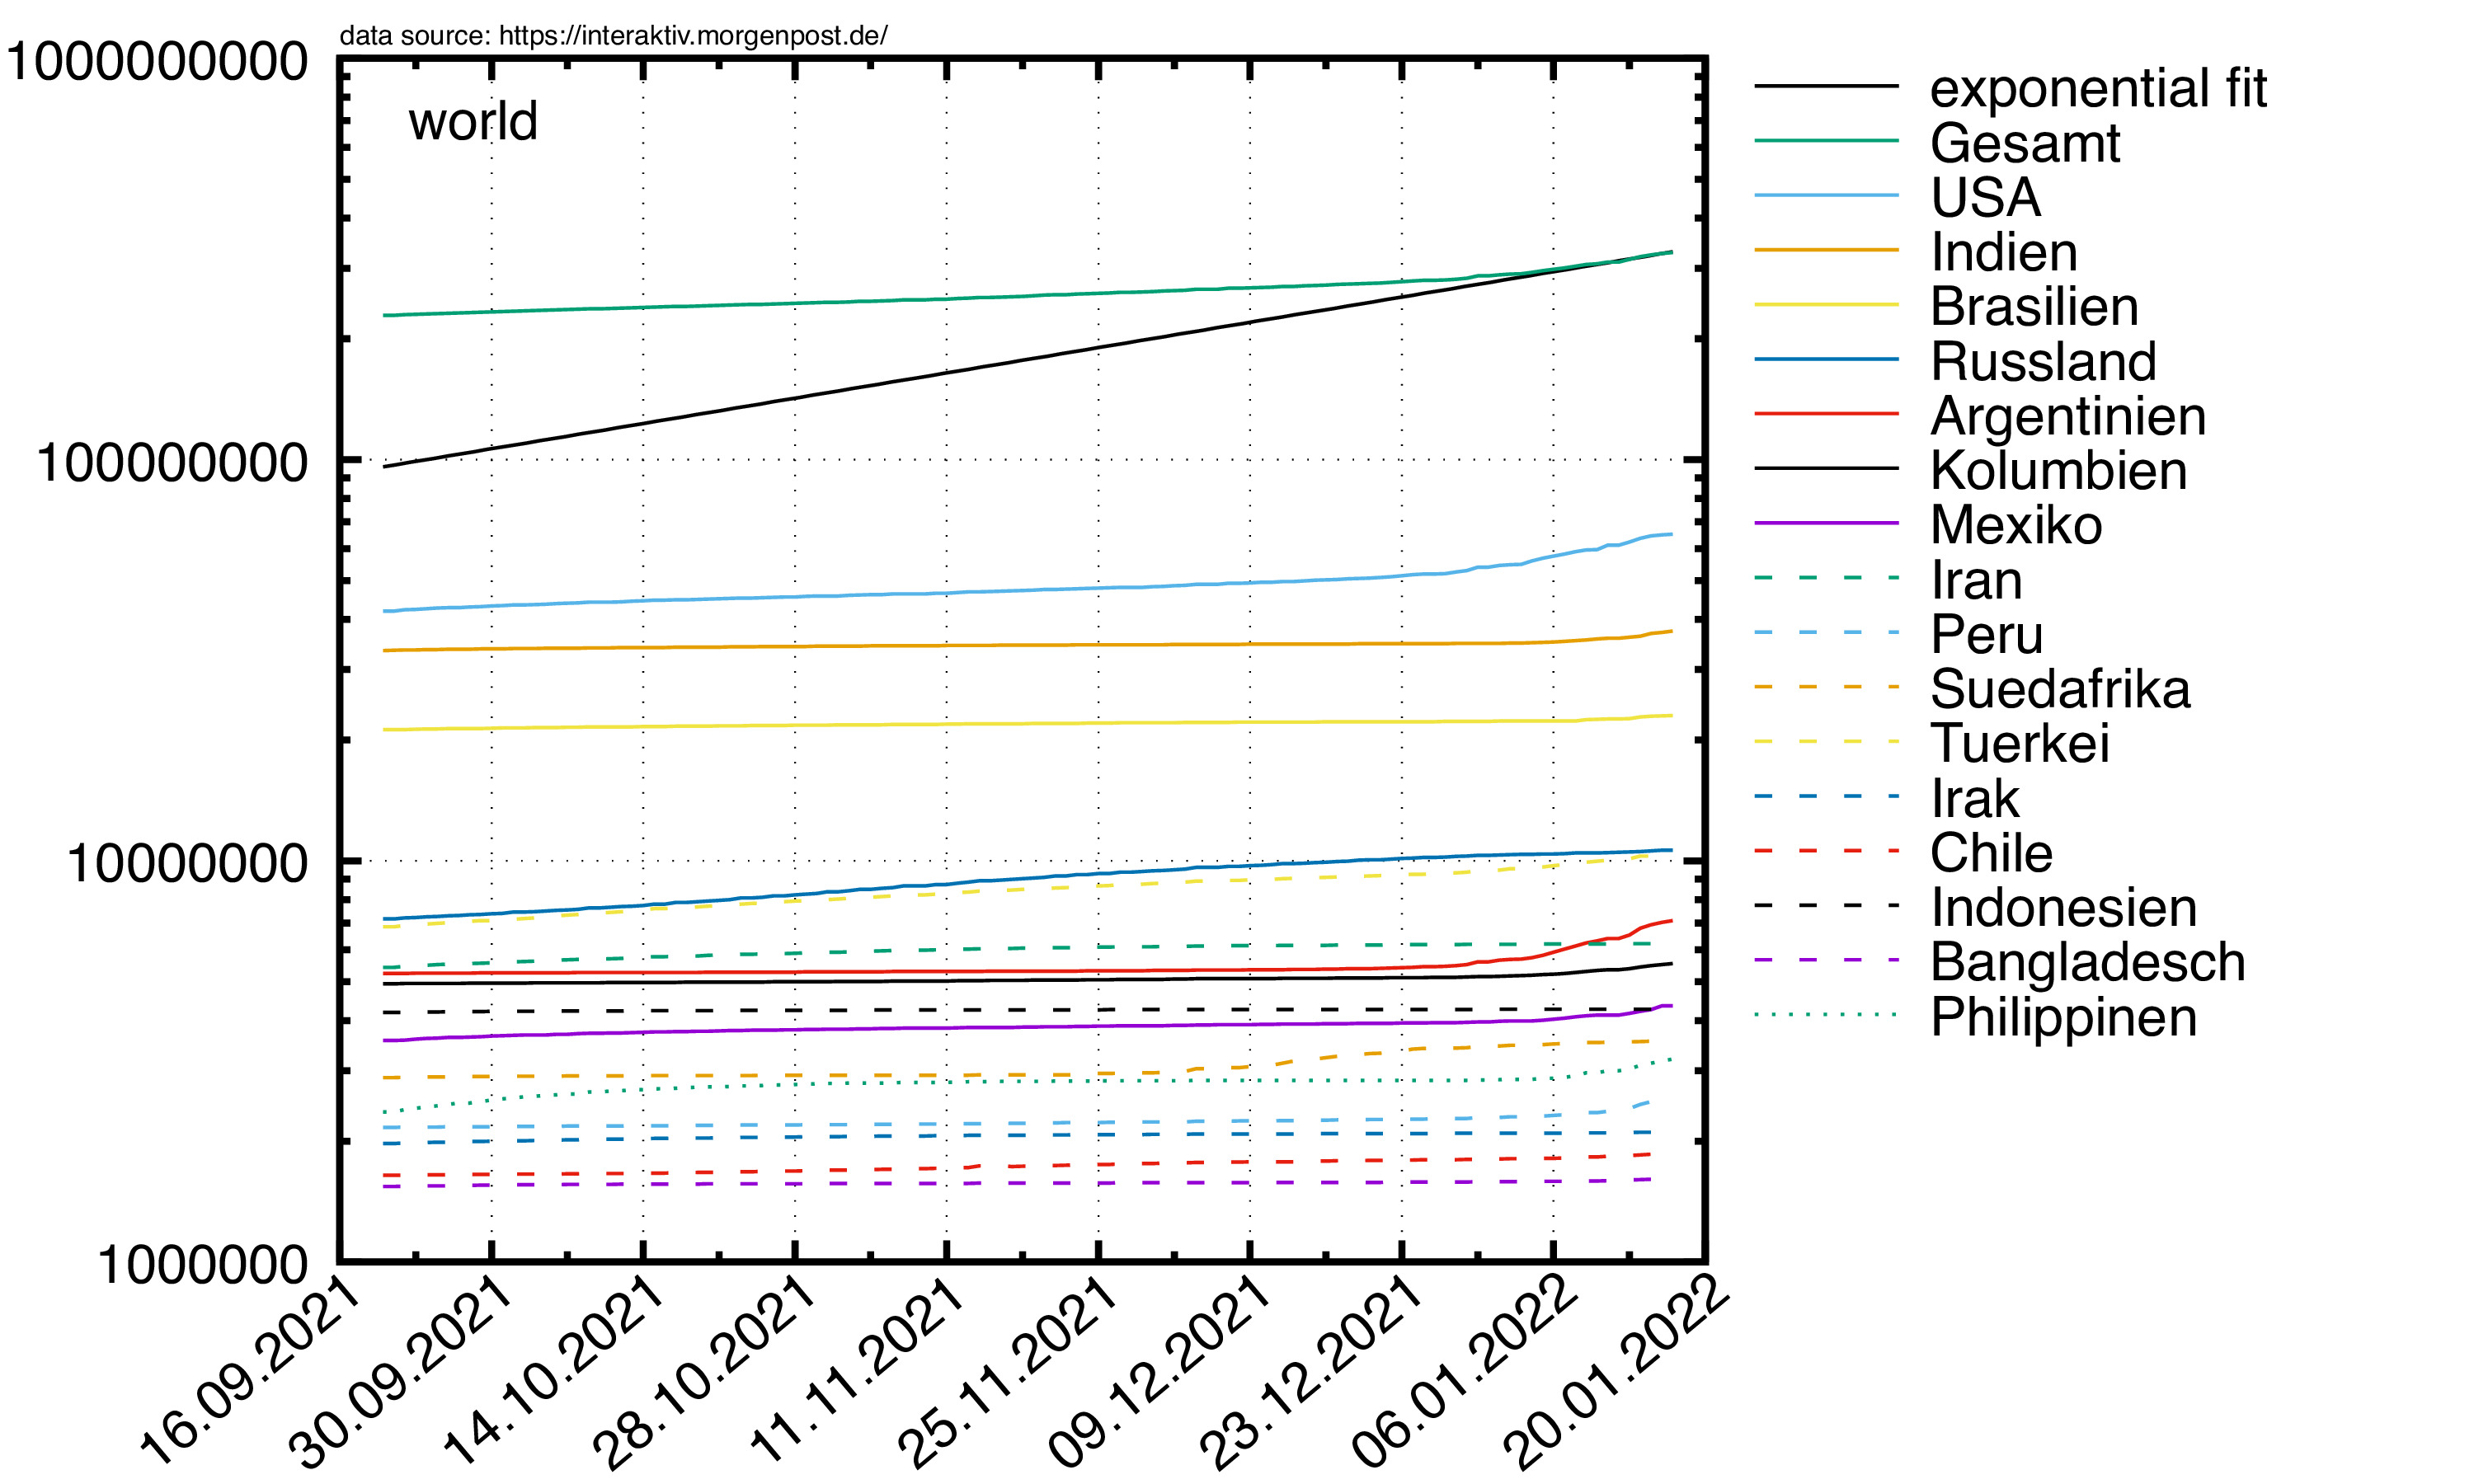 data source: https://interaktiv.morgenpost.de/
1000000000
100000000
10000000
1000000
world
exponential fit
Gesamt
USA
Indien
Brasilien
Russland
Argentinien
Kolumbien
Mexiko
Iran
Peru
Suedafrika
Tuerkei
Irak
Chile
Indonesien
Bangladesch
Philippinen
16.09.2021
30.09.2021
14.10.2021
28.10.2021
11.11.2021
25.11.2021
09.12.2021
23.12.2021
06.01.2022
20.01.2022